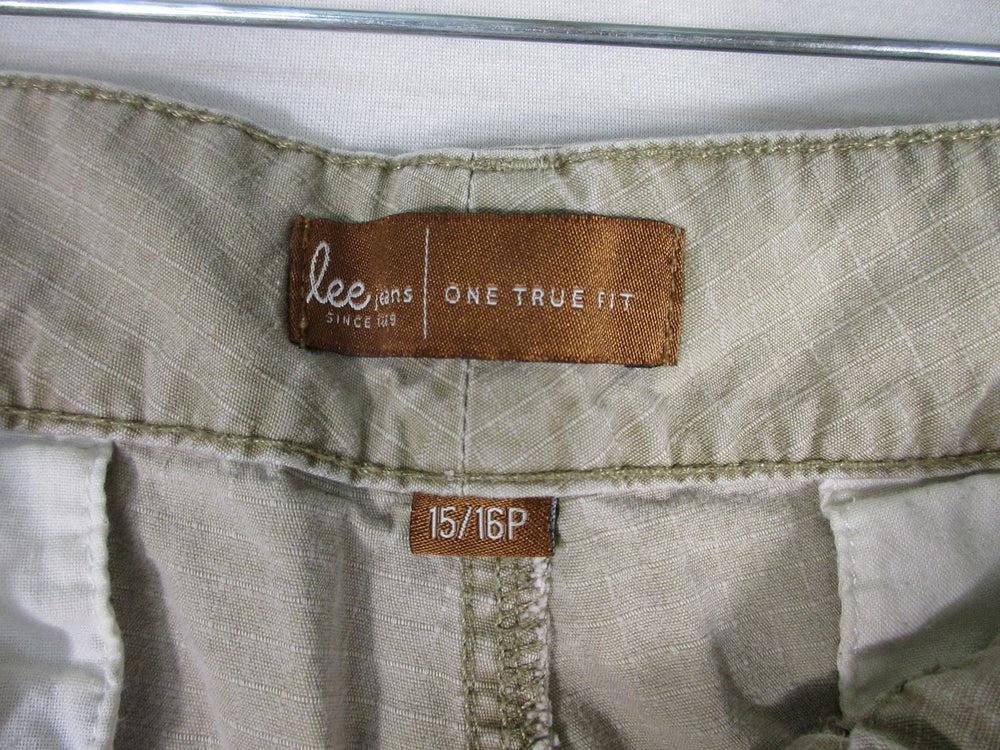 lee jeans | ONE TRUE FIT
SINCE 1889
15/16P